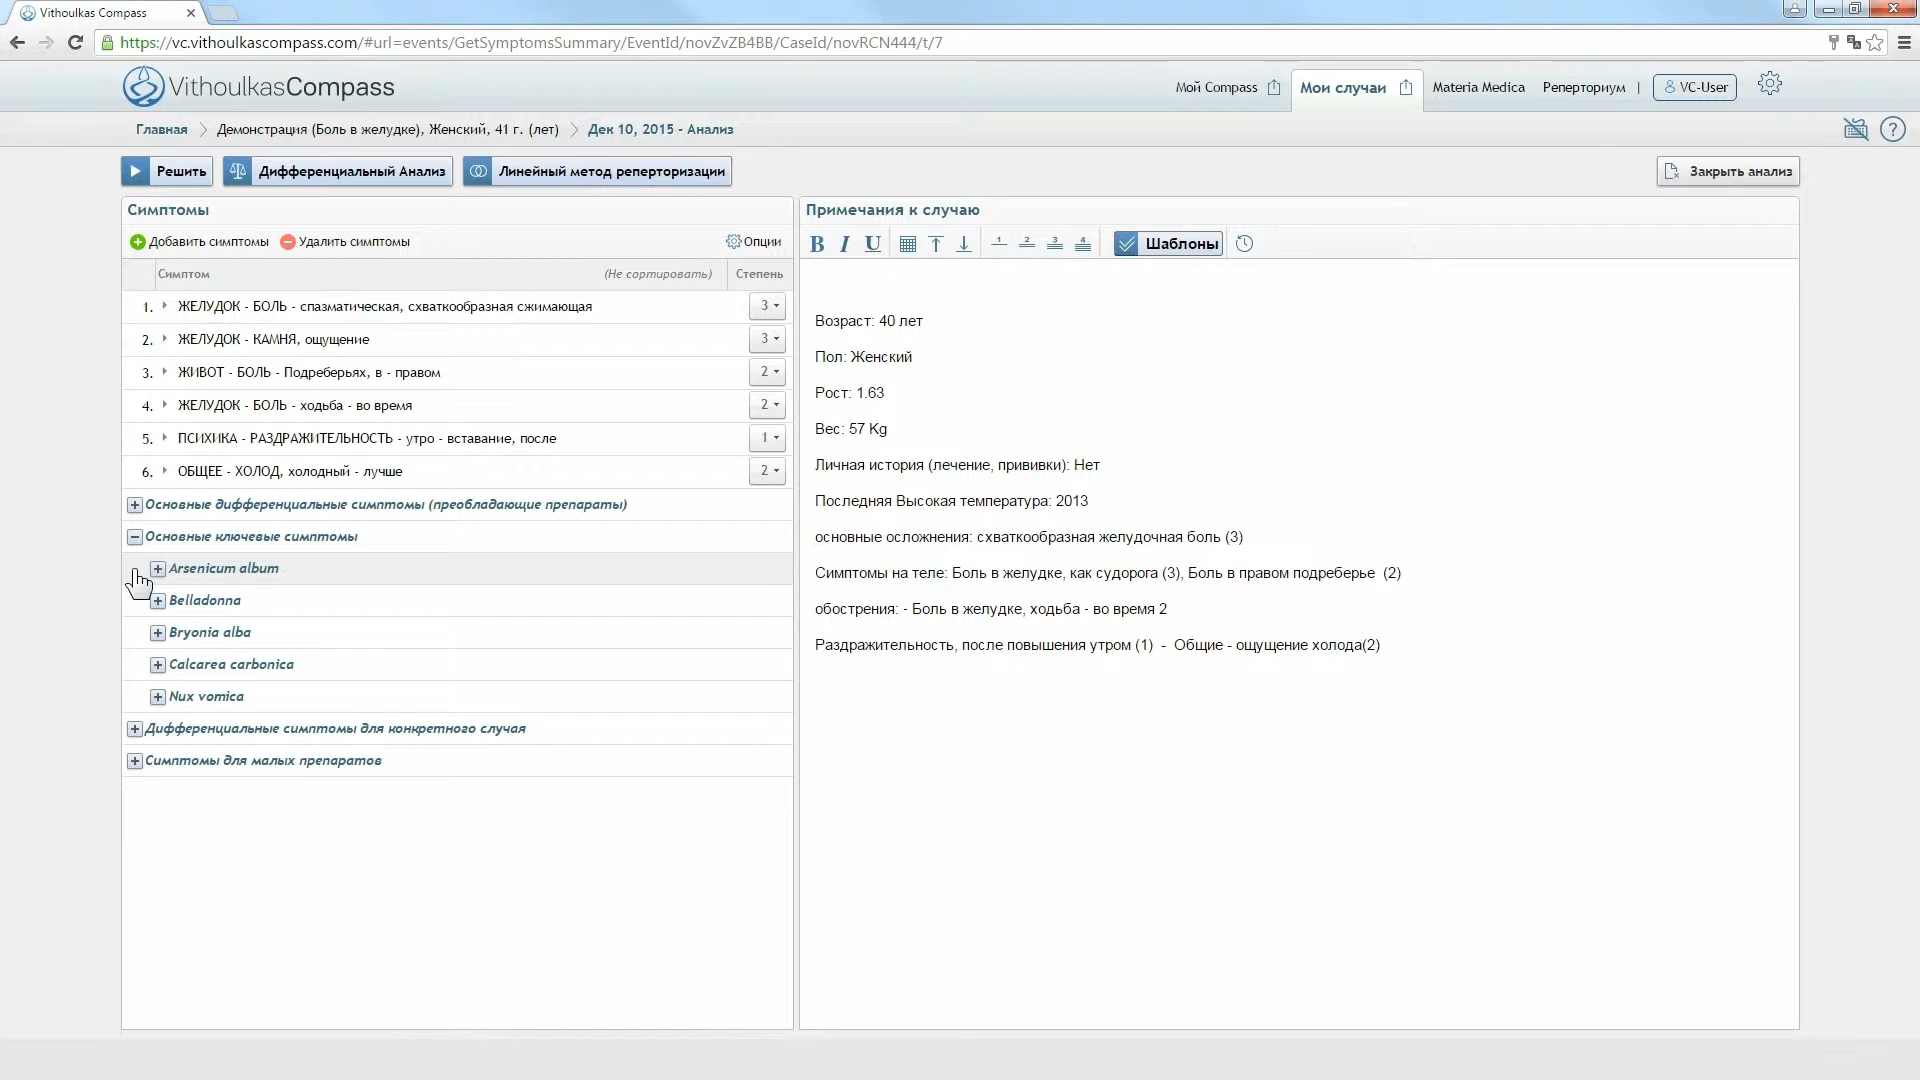 Vithoulkas Compass
https://vc.vithoulkascompass.com/#url=events/GetSymptomsSummary/EventId/novZvZB4BB/CaseId/novRCN444/t/7
VithoulkasCompass
Мой Compass
Мои случаи
Materia Medica
Реперториум
|
VC-User
Главная
Демонстрация (Боль в желудке), Женский, 41 г. (лет)
Дек 10, 2015 - Анализ
Решить
Дифференциальный Анализ
Линейный метод реперторизации
Закрыть анализ
Симптомы
Добавить симптомы
Удалить симптомы
Опции
Симптом
(Не сортировать)
Степень
1. ЖЕЛУДОК - БОЛЬ - спазматическая, схваткообразная сжимающая 3
2. ЖЕЛУДОК - КАМНЯ, ощущение 3
3. ЖИВОТ - БОЛЬ - Подреберьях, в - правом 2
4. ЖЕЛУДОК - БОЛЬ - ходьба - во время 2
5. ПСИХИКА - РАЗДРАЖИТЕЛЬНОСТЬ - утро - вставание, после 1
6. ОБЩЕЕ - ХОЛОД, холодный - лучше 2
Основные дифференциальные симптомы (преобладающие препараты)
Основные ключевые симптомы
Arsenicum album
Belladonna
Bryonia alba
Calcarea carbonica
Nux vomica
Дифференциальные симптомы для конкретного случая
Симптомы для малых препаратов
Примечания к случаю
B I U
1 2 3 4
Шаблоны
Возраст: 40 лет
Пол: Женский
Рост: 1.63
Вес: 57 Kg
Личная история (лечение, прививки): Нет
Последняя Высокая температура: 2013
основные осложнения: схваткообразная желудочная боль (3)
Симптомы на теле: Боль в желудке, как судорога (3), Боль в правом подреберье (2)
обострения: - Боль в желудке, ходьба - во время 2
Раздражительность, после повышения утром (1) - Общие - ощущение холода(2)